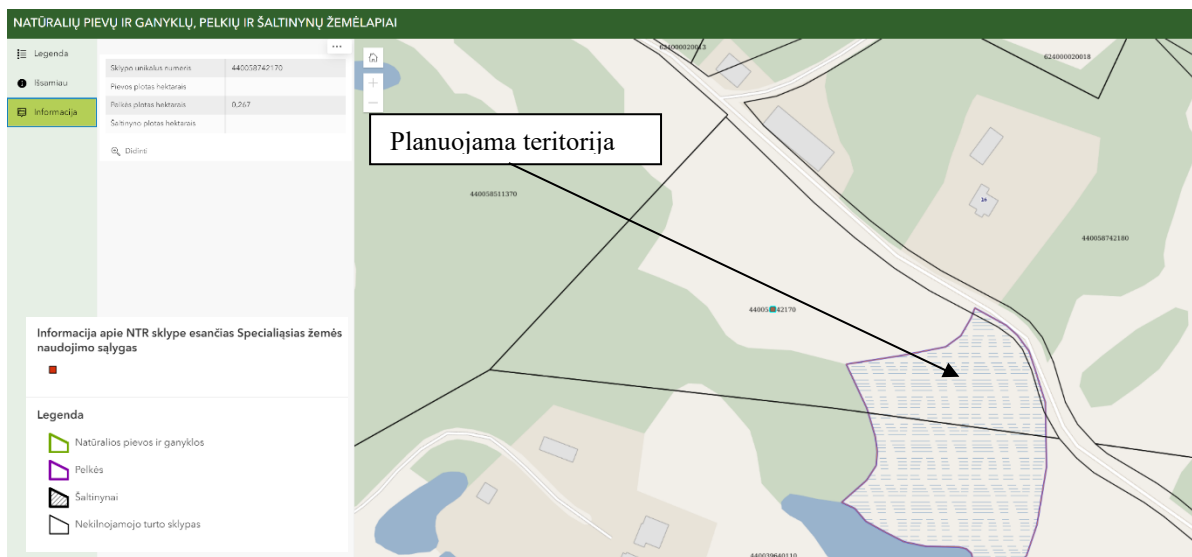 NATŪRALIŲ PIEVŲ IR GANYKLŲ, PELKIŲ IR ŠALTINYNŲ ŽEMĖLAPIAI
Legenda
Išsamiau
Informacija
Sklypo unikalus numeris 440058742170
Pievos plotas hektarais
Pelkės plotas hektarais 0,267
Šaltinyno plotas hektarais
Didinti
Informacija apie NTR sklype esančias Specialiąsias žemės
naudojimo sąlygas
Legenda
Natūralios pievos ir ganyklos
Pelkės
Šaltinynai
Nekilnojamojo turto sklypas
624000020013
624000020018
Planuojama teritorija
440058511370
440058742180
440039640110